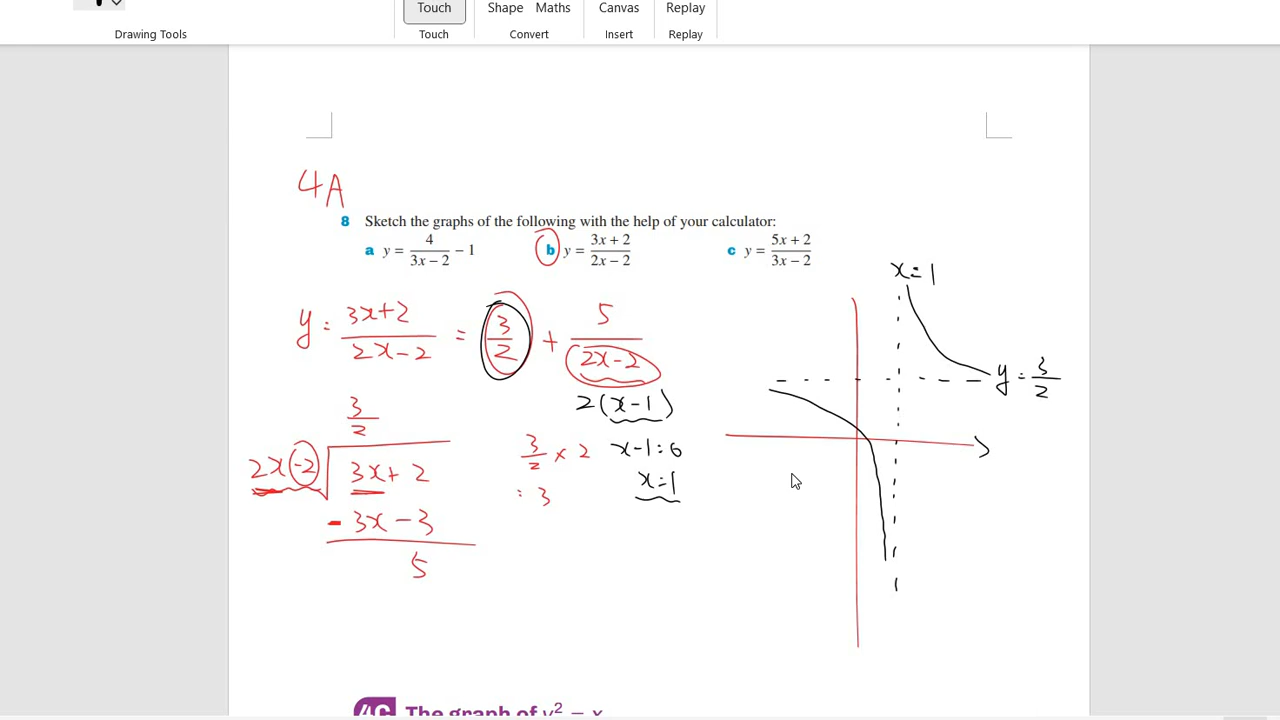 Touch Shape Maths Canvas Replay
Drawing Tools Touch Convert Insert Replay
4A
8 Sketch the graphs of the following with the help of your calculator:
a y = 4/(3x − 2) − 1 b y = (3x + 2)/(2x − 2) c y = (5x + 2)/(3x − 2)
x = 1
y = (3x+2)/(2x−2) = 3/2 + 5/(2x−2)
y = 3/2
2(x−1)
3/2
3/2 × 2 x−1=0
2x −2 3x + 2
= 3 x=1
- 3x − 3
5
4G The graph of y² = x